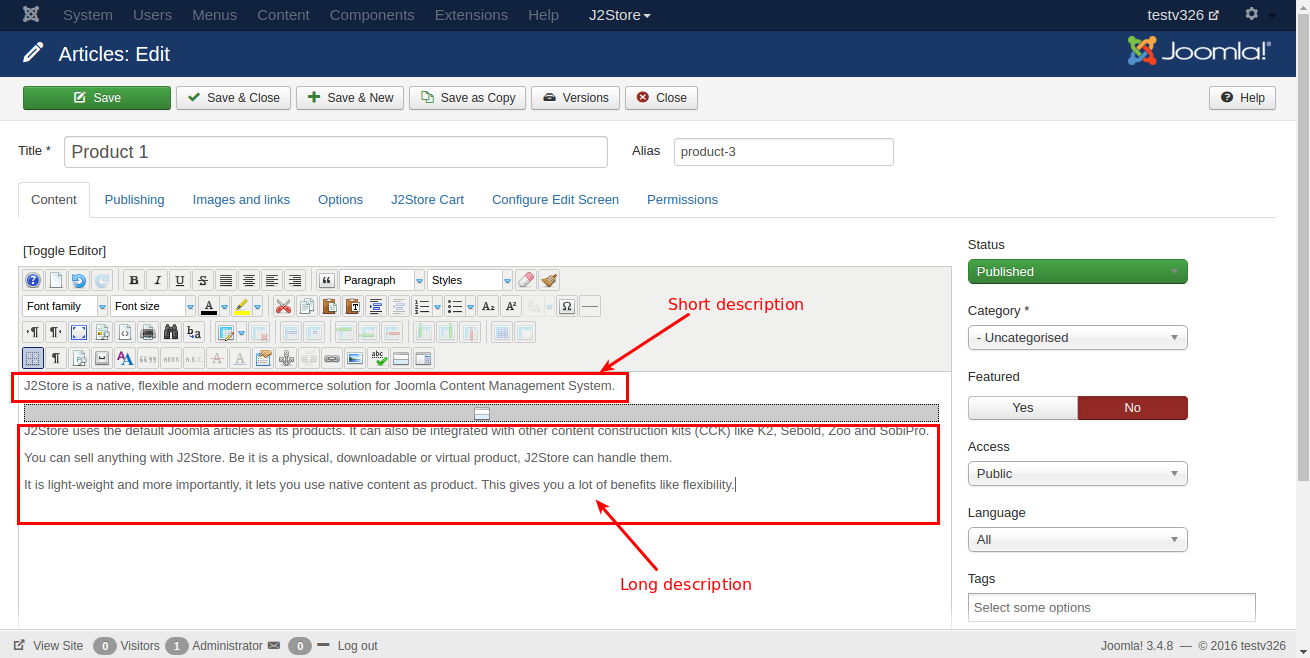 System Users Menus Content Components Extensions Help J2Store testv326
Articles: Edit Joomla!®
Save Save & Close Save & New Save as Copy Versions Close Help
Title * Product 1 Alias product-3
Content Publishing Images and links Options J2Store Cart Configure Edit Screen Permissions
[Toggle Editor]
Paragraph Styles
Font family Font size
Short description
J2Store is a native, flexible and modern ecommerce solution for Joomla Content Management System.
J2Store uses the default Joomla articles as its products. It can also be integrated with other content construction kits (CCK) like K2, Sebold, Zoo and SobiPro.
You can sell anything with J2Store. Be it is a physical, downloadable or virtual product, J2Store can handle them.
It is light-weight and more importantly, it lets you use native content as product. This gives you a lot of benefits like flexibility.
Long description
Status
Published
Category *
- Uncategorised
Featured
Yes No
Access
Public
Language
All
Tags
Select some options
View Site 0 Visitors 1 Administrator 0 Log out Joomla! 3.4.8 — © 2016 testv326